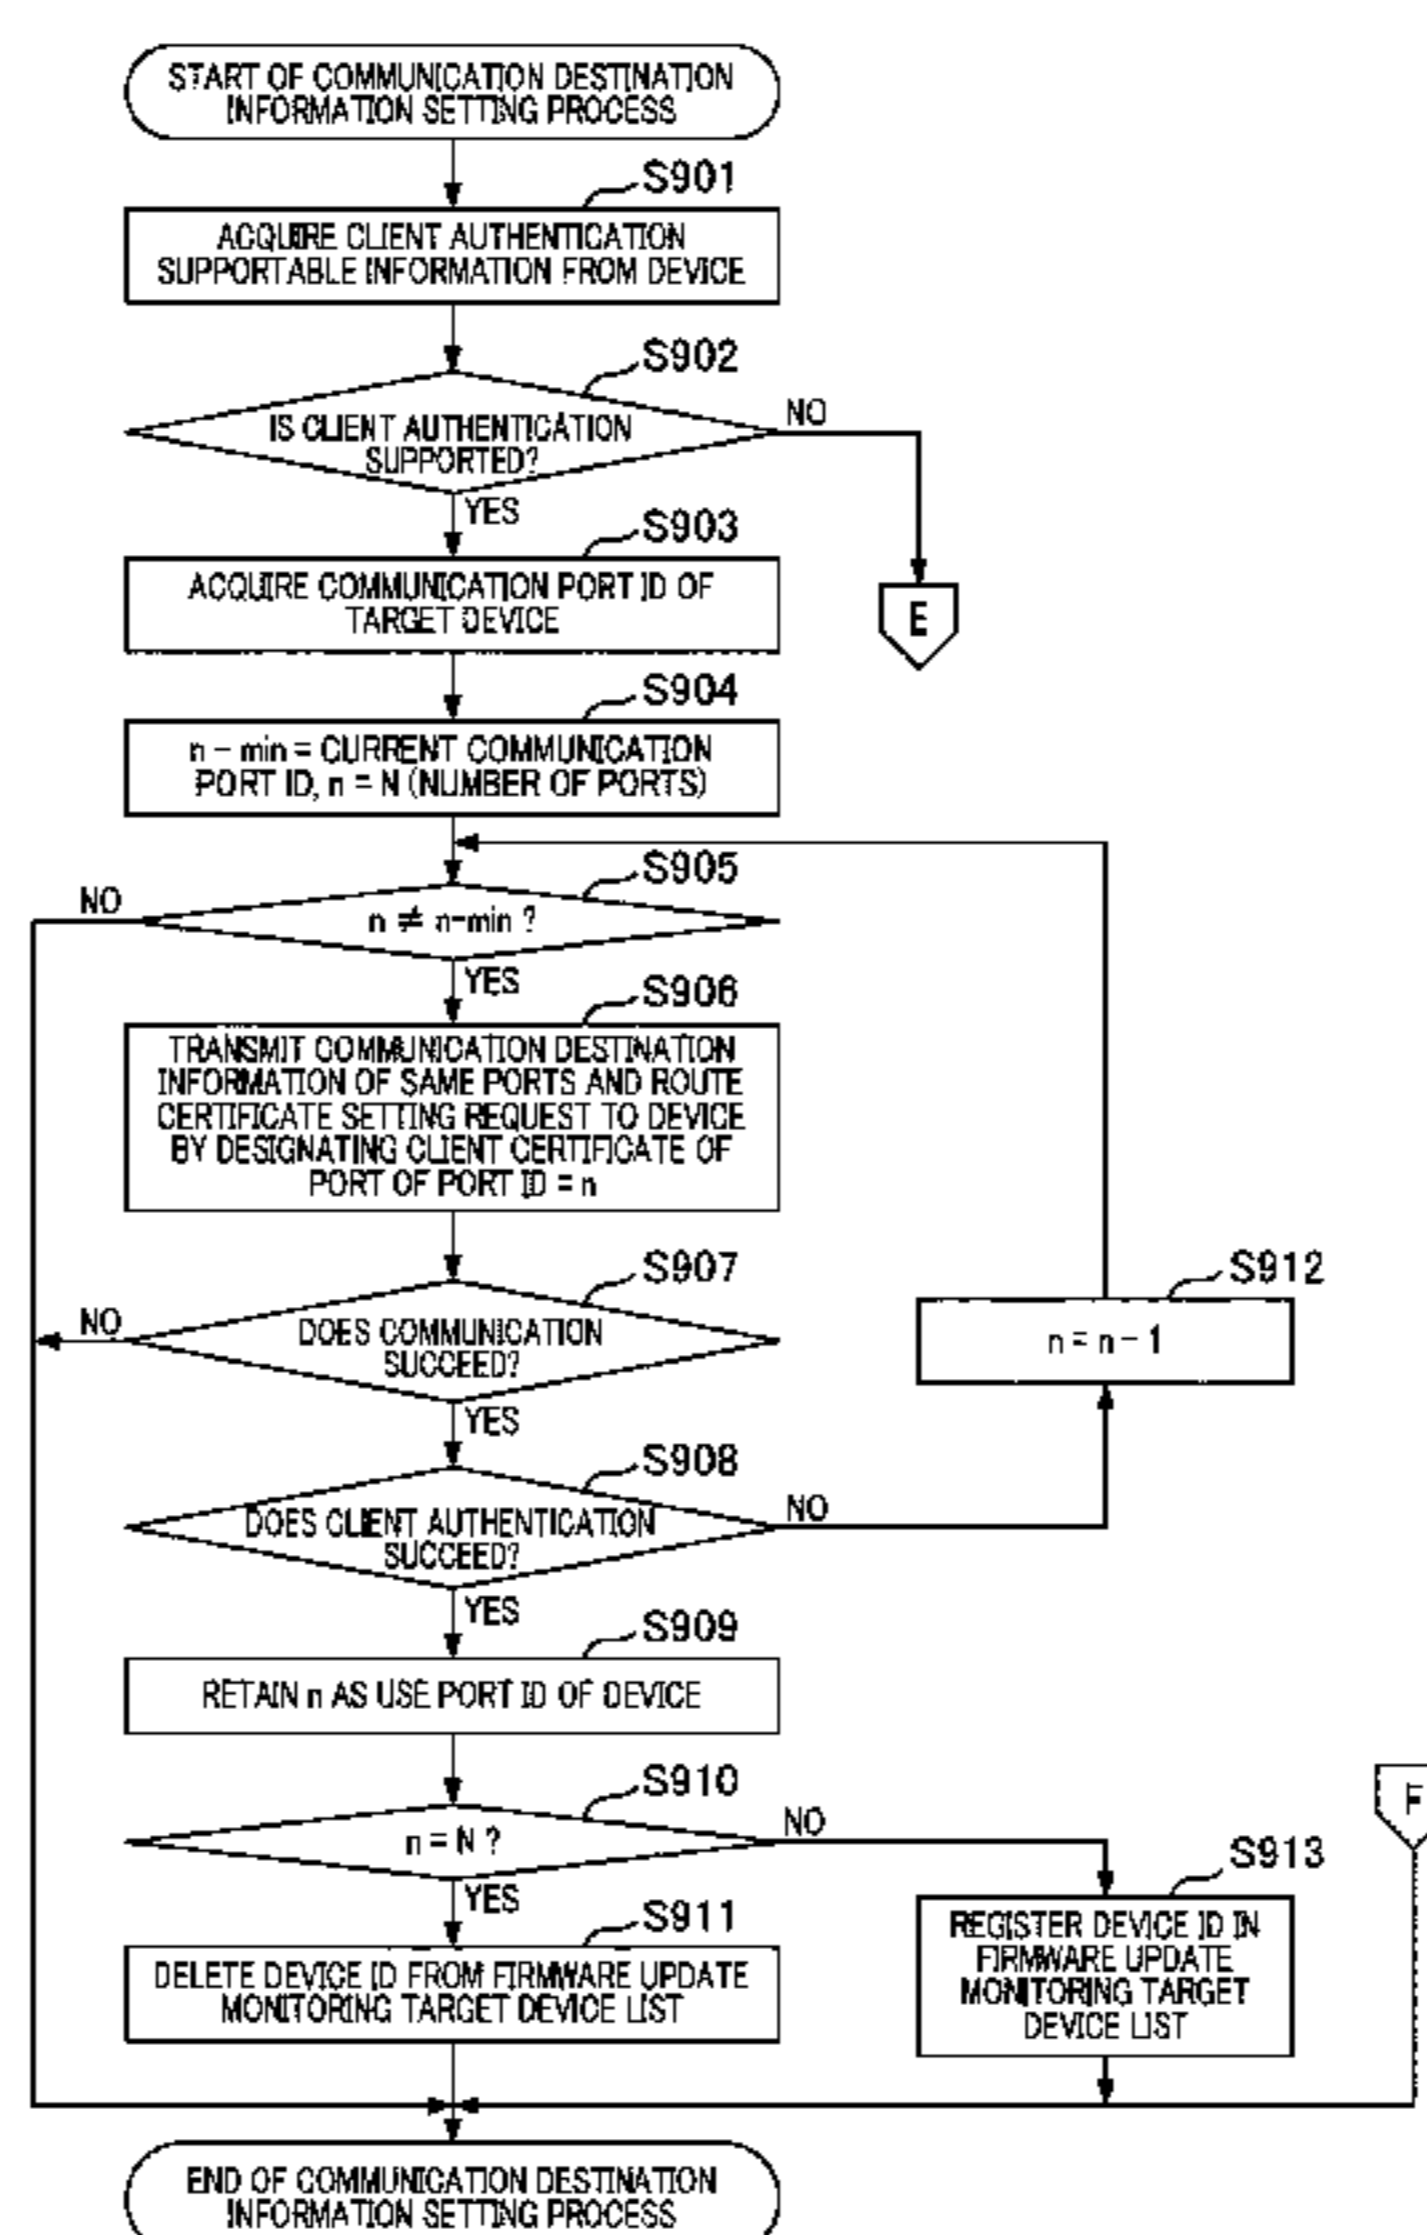 START OF COMMUNICATION DESTINATION
INFORMATION SETTING PROCESS
S901
ACQUIRE CLIENT AUTHENTICATION
SUPPORTABLE INFORMATION FROM DEVICE
S902
IS CLIENT AUTHENTICATION
SUPPORTED?
NO
YES
E
S903
ACQUIRE COMMUNICATION PORT ID OF
TARGET DEVICE
S904
n - min = CURRENT COMMUNICATION
PORT ID, n = N (NUMBER OF PORTS)
S905
n ≠ n-min ?
NO
YES
S906
TRANSMIT COMMUNICATION DESTINATION
INFORMATION OF SAME PORTS AND ROUTE
CERTIFICATE SETTING REQUEST TO DEVICE
BY DESIGNATING CLIENT CERTIFICATE OF
PORT OF PORT ID = n
S907
DOES COMMUNICATION
SUCCEED?
NO
YES
S912
n = n - 1
S908
DOES CLIENT AUTHENTICATION
SUCCEED?
NO
YES
S909
RETAIN n AS USE PORT ID OF DEVICE
S910
n = N ?
NO
YES
F
S911
DELETE DEVICE ID FROM FIRMWARE UPDATE
MONITORING TARGET DEVICE LIST
S913
REGISTER DEVICE ID IN
FIRMWARE UPDATE
MONITORING TARGET
DEVICE LIST
END OF COMMUNICATION DESTINATION
INFORMATION SETTING PROCESS